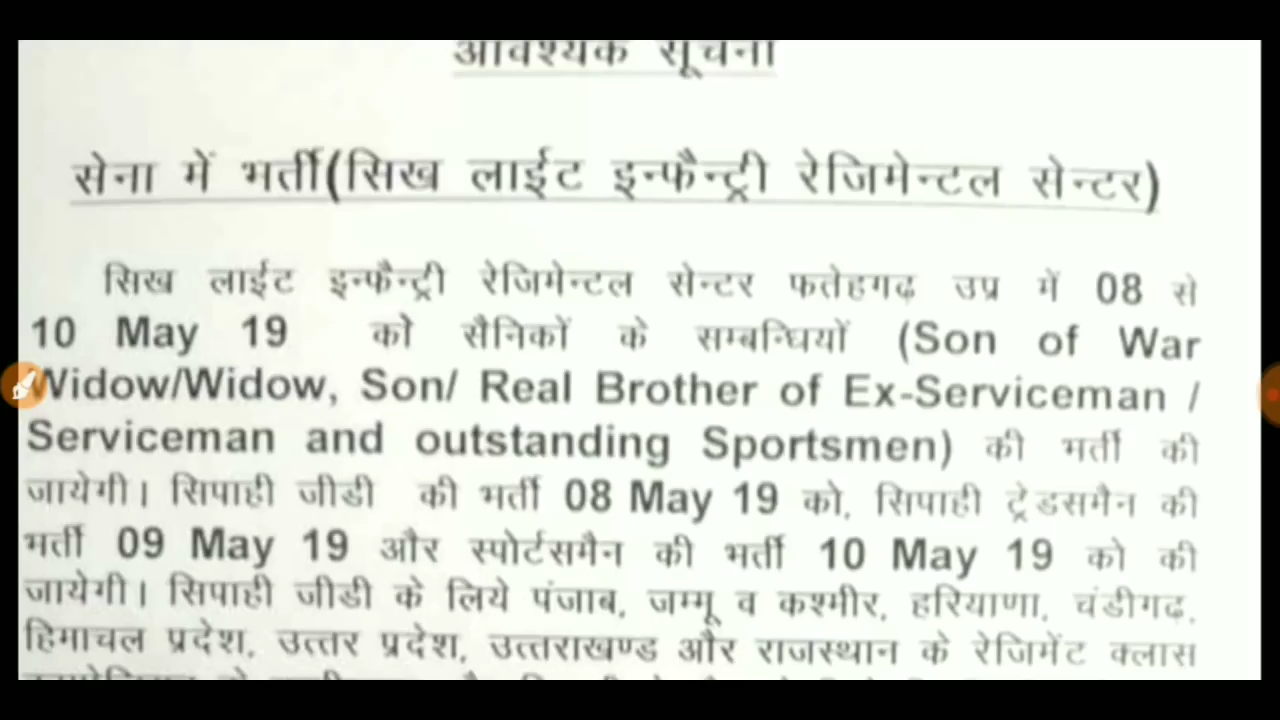 आवश्यक सूचना
सेना में भर्ती(सिख लाईट इन्फैन्ट्री रेजिमेन्टल सेन्टर)
सिख लाईट इन्फैन्ट्री रेजिमेन्टल सेन्टर फतेहगढ़ उप्र में 08 से
10 May 19 को सैनिकों के सम्बन्धियों (Son of War
Widow/Widow, Son/ Real Brother of Ex-Serviceman /
Serviceman and outstanding Sportsmen) की भर्ती की
जायेगी। सिपाही जीडी की भर्ती 08 May 19 को, सिपाही ट्रेडसमैन की
भर्ती 09 May 19 और स्पोर्टसमैन की भर्ती 10 May 19 को की
जायेगी। सिपाही जीडी के लिये पंजाब, जम्मू व कश्मीर, हरियाणा, चंडीगढ़,
हिमाचल प्रदेश, उत्तर प्रदेश, उत्तराखण्ड और राजस्थान के रेजिमेंट क्लास